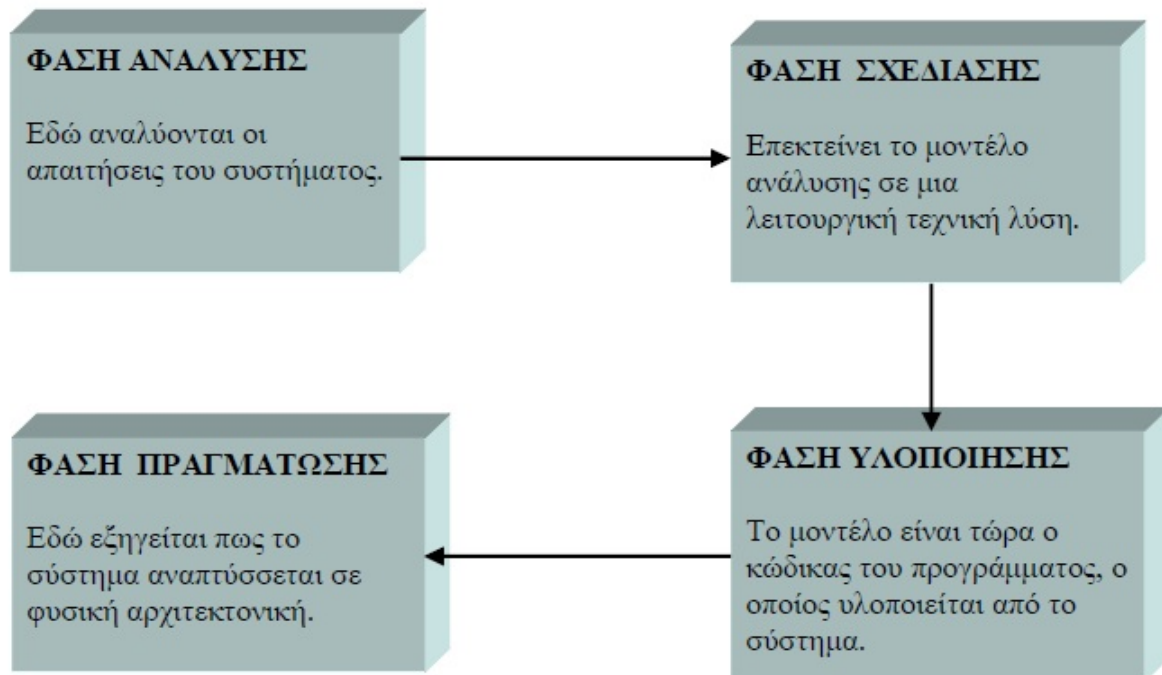 ΦΑΣΗ ΑΝΑΛΥΣΗΣ
Εδώ αναλύονται οι
απαιτήσεις του συστήματος.
ΦΑΣΗ ΣΧΕΔΙΑΣΗΣ
Επεκτείνει το μοντέλο
ανάλυσης σε μια
λειτουργική τεχνική λύση.
ΦΑΣΗ ΥΛΟΠΟΙΗΣΗΣ
Το μοντέλο είναι τώρα ο
κώδικας του προγράμματος, ο
οποίος υλοποιείται από το
σύστημα.
ΦΑΣΗ ΠΡΑΓΜΑΤΩΣΗΣ
Εδώ εξηγείται πως το
σύστημα αναπτύσσεται σε
φυσική αρχιτεκτονική.